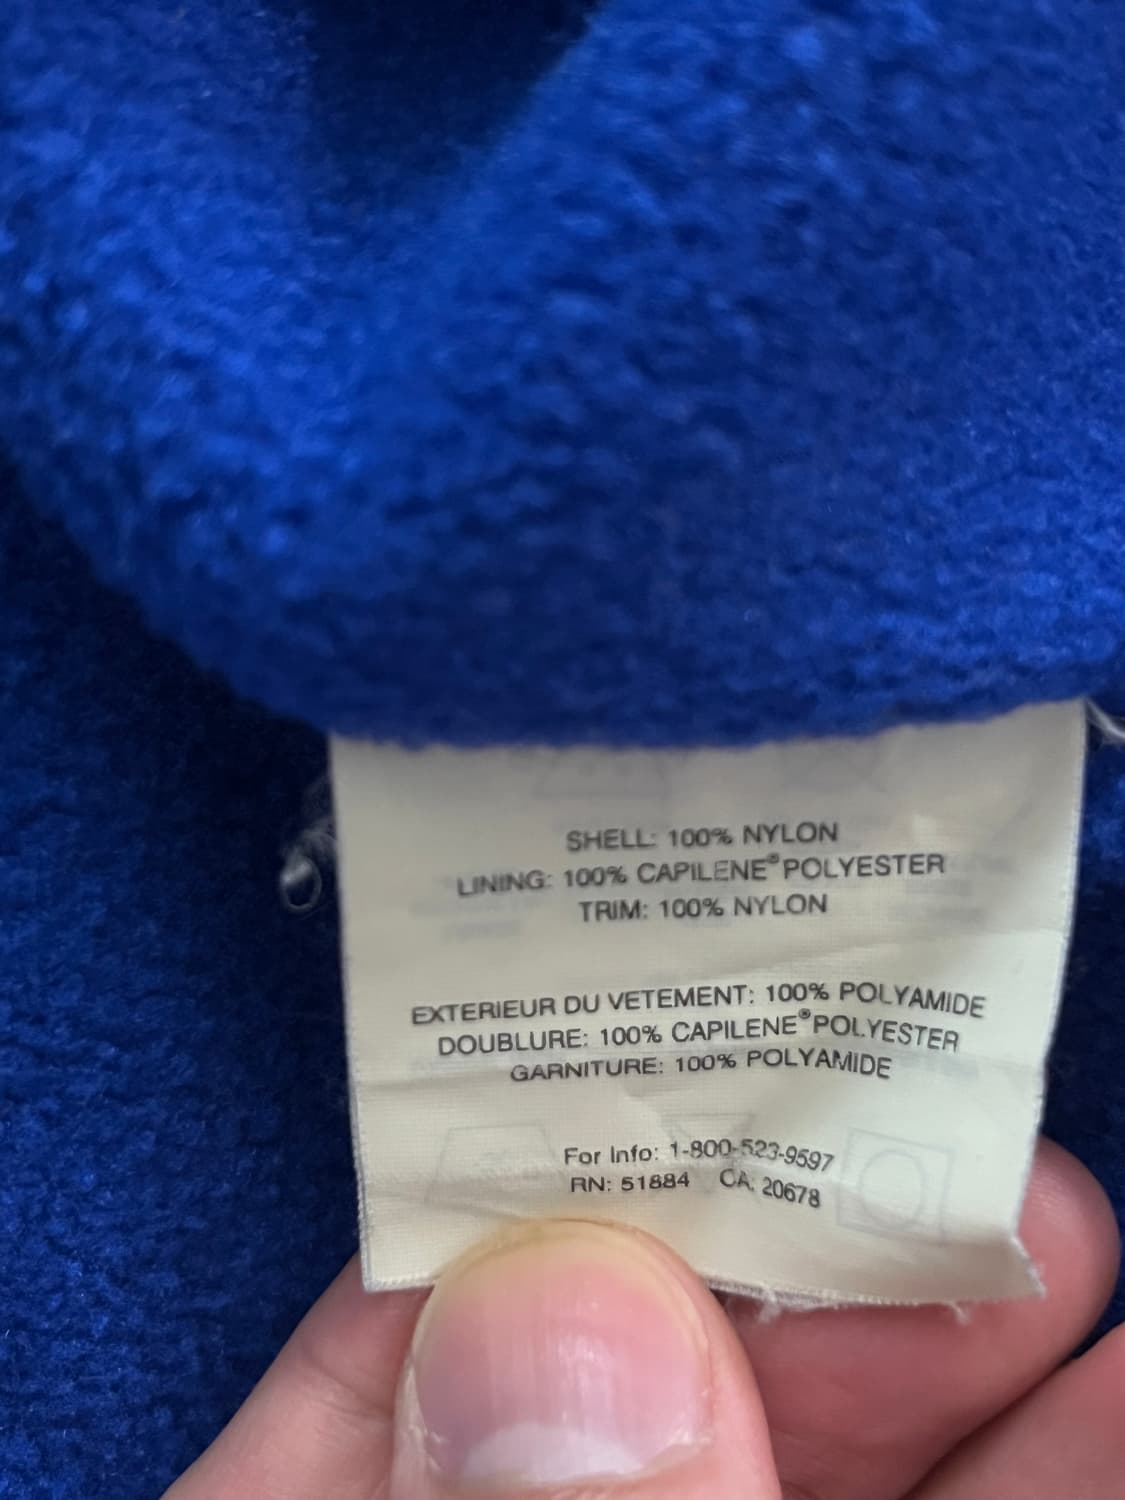 SHELL: 100% NYLON
LINING: 100% CAPILENE® POLYESTER
TRIM: 100% NYLON
EXTERIEUR DU VETEMENT: 100% POLYAMIDE
DOUBLURE: 100% CAPILENE® POLYESTER
GARNITURE: 100% POLYAMIDE
For Info: 1-800-523-9597
RN: 51884 CA: 20678